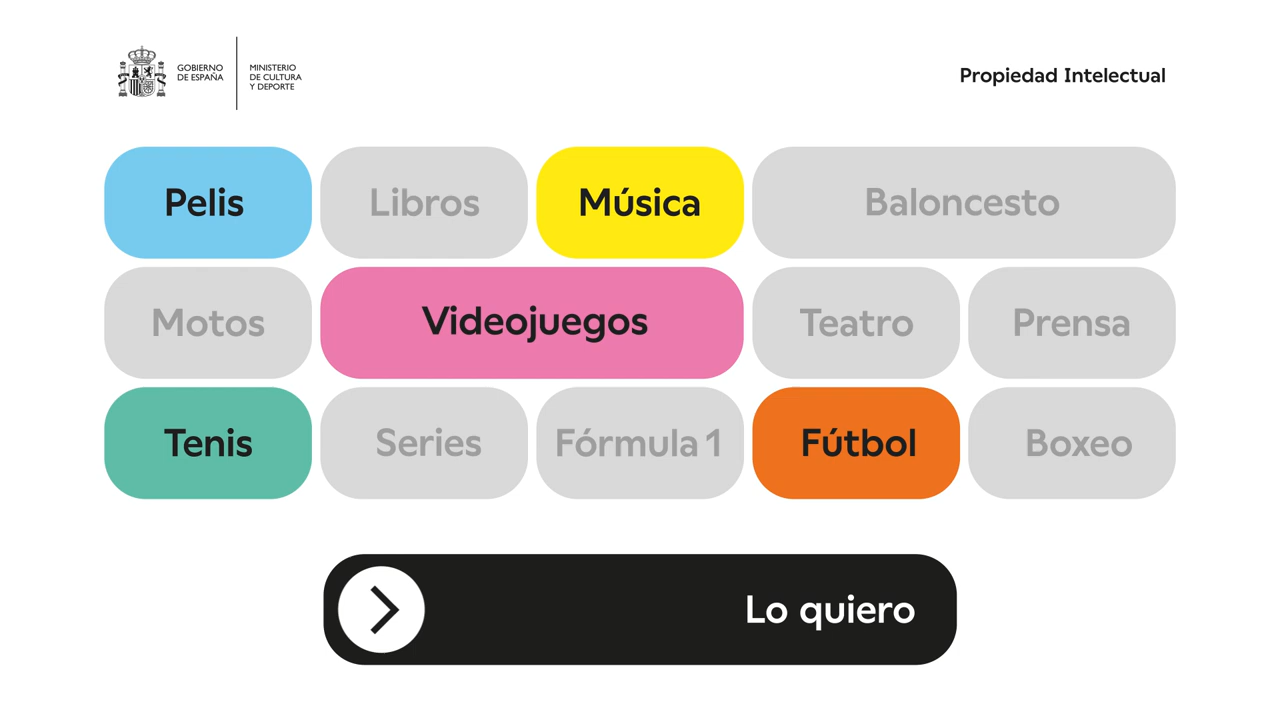 GOBIERNO
DE ESPAÑA
MINISTERIO
DE CULTURA
Y DEPORTE
Propiedad Intelectual
Pelis
Libros
Música
Baloncesto
Motos
Videojuegos
Teatro
Prensa
Tenis
Series
Fórmula 1
Fútbol
Boxeo
Lo quiero